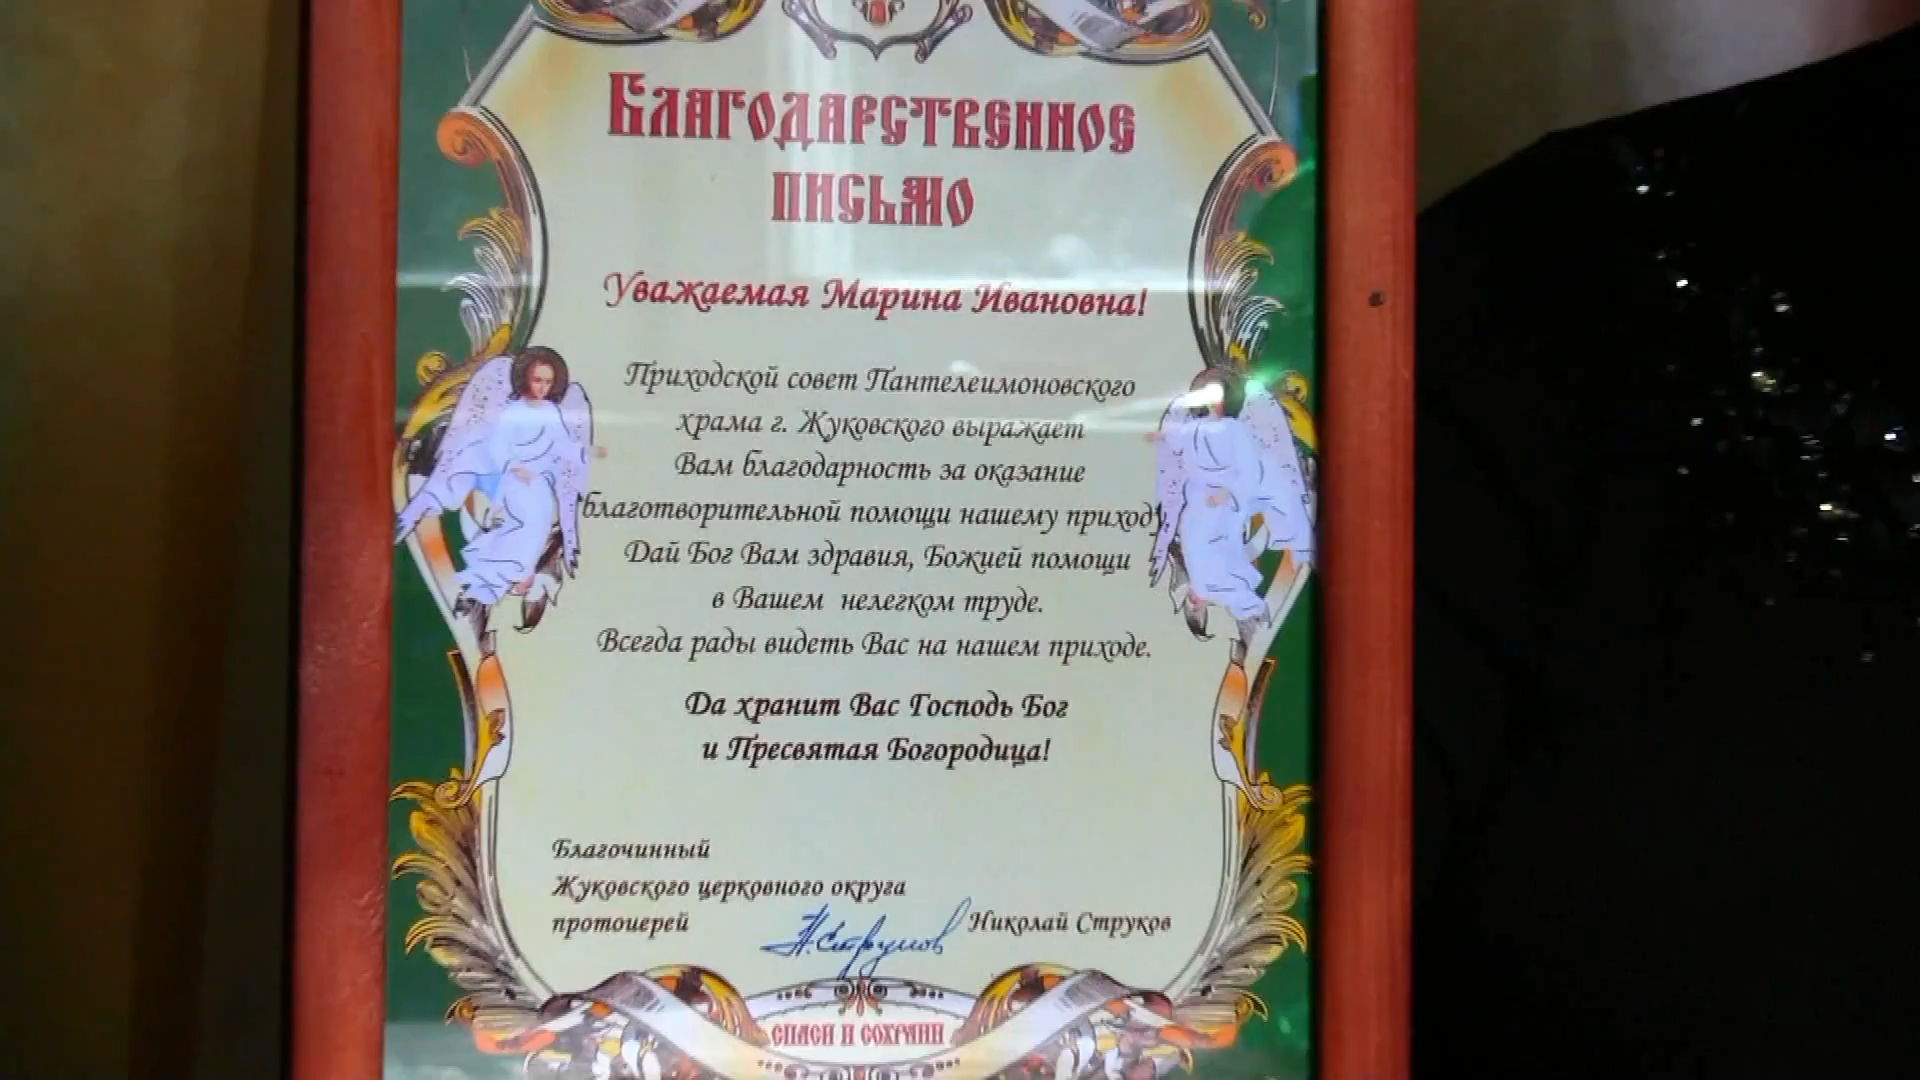 Благодарственное
письмо
Уважаемая Марина Ивановна!
Приходской совет Пантелеимоновского
храма г. Жуковского выражает
Вам благодарность за оказание
благотворительной помощи нашему приходу.
Дай Бог Вам здравия, Божией помощи
в Вашем нелегком труде.
Всегда рады видеть Вас на нашем приходе.
Да хранит Вас Господь Бог
и Пресвятая Богородица!
Благочинный
Жуковского церковного округа
протоиерей Н.Струков Николай Струков
СПАСИ И СОХРАНИ